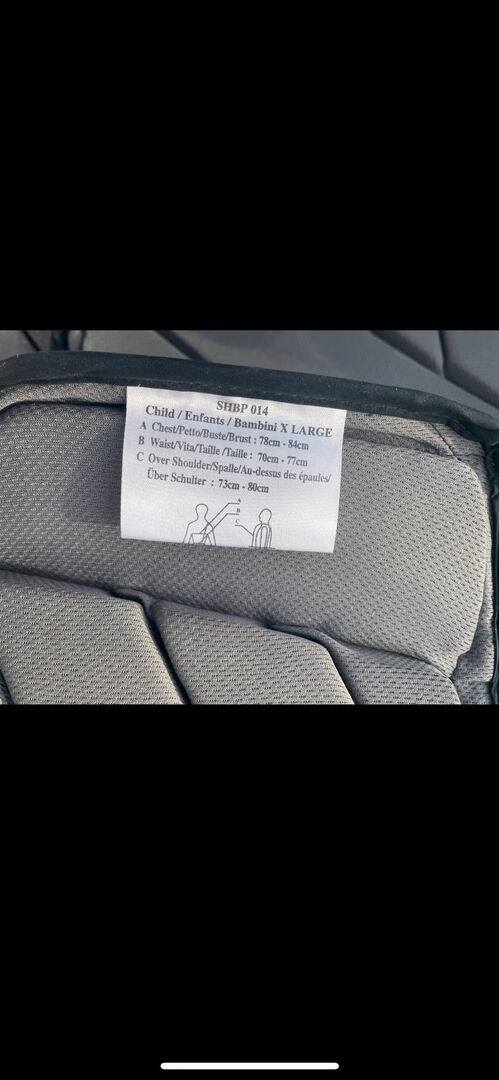 SHBP 014
Child / Enfants / Bambini X LARGE
A Chest/Petto/Buste/Brust : 78cm - 84cm
B Waist/Vita/Taille /Taille : 70cm - 77cm
C Over Shoulder/Spalle/Au-dessus des épaules/
Über Schulter : 73cm - 80cm
A
B
C